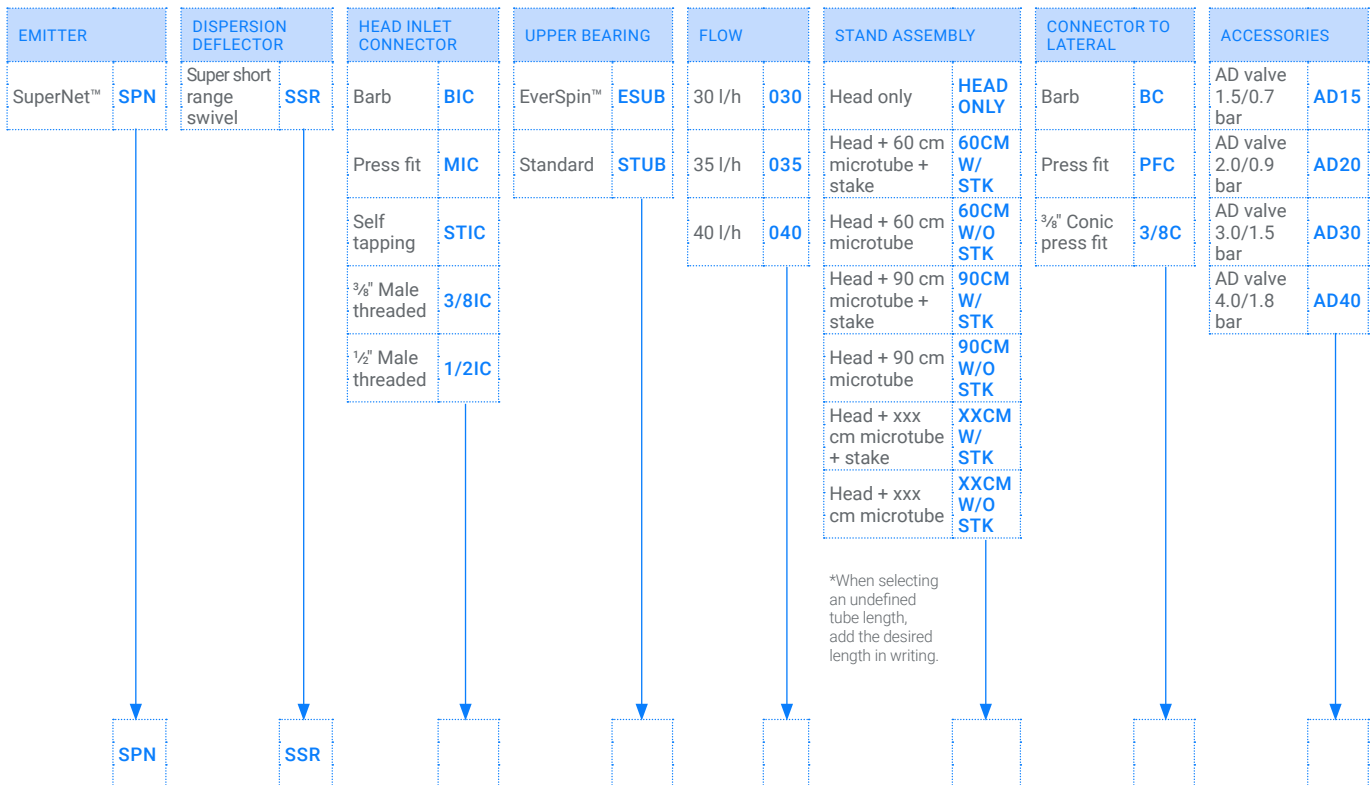 EMITTER
SuperNet™ SPN
DISPERSION
DEFLECTOR
Super short
range
swivel
SSR
HEAD INLET
CONNECTOR
Barb BIC
Press fit MIC
Self
tapping
STIC
⅜" Male
threaded
3/8IC
½" Male
threaded
1/2IC
UPPER BEARING
EverSpin™ ESUB
Standard STUB
FLOW
30 l/h 030
35 l/h 035
40 l/h 040
STAND ASSEMBLY
Head only
HEAD
ONLY
Head + 60 cm
microtube +
stake
60CM
W/
STK
Head + 60 cm
microtube
60CM
W/O
STK
Head + 90 cm
microtube +
stake
90CM
W/
STK
Head + 90 cm
microtube
90CM
W/O
STK
Head + xxx
cm microtube
+ stake
XXCM
W/
STK
Head + xxx
cm microtube
XXCM
W/O
STK
*When selecting
an undefined
tube length,
add the desired
length in writing.
CONNECTOR TO
LATERAL
Barb BC
Press fit PFC
⅜" Conic
press fit
3/8C
ACCESSORIES
AD valve
1.5/0.7
bar
AD15
AD valve
2.0/0.9
bar
AD20
AD valve
3.0/1.5
bar
AD30
AD valve
4.0/1.8
bar
AD40
SPN
SSR